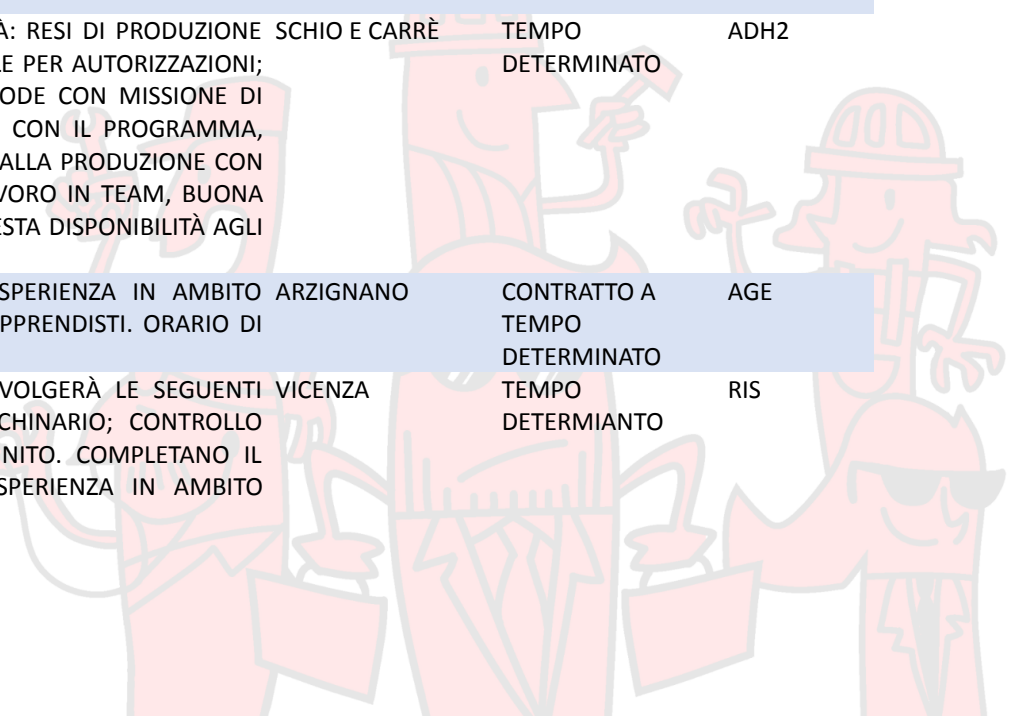 À: RESI DI PRODUZIONE SCHIO E CARRÈ TEMPO ADH2
LE PER AUTORIZZAZIONI; DETERMINATO
ODE CON MISSIONE DI
CON IL PROGRAMMA,
ALLA PRODUZIONE CON
VORO IN TEAM, BUONA
ESTA DISPONIBILITÀ AGLI
SPERIENZA IN AMBITO ARZIGNANO CONTRATTO A AGE
PPRENDISTI. ORARIO DI TEMPO
DETERMINATO
VOLGERÀ LE SEGUENTI VICENZA TEMPO RIS
CHINARIO; CONTROLLO DETERMIANTO
NITO. COMPLETANO IL
SPERIENZA IN AMBITO